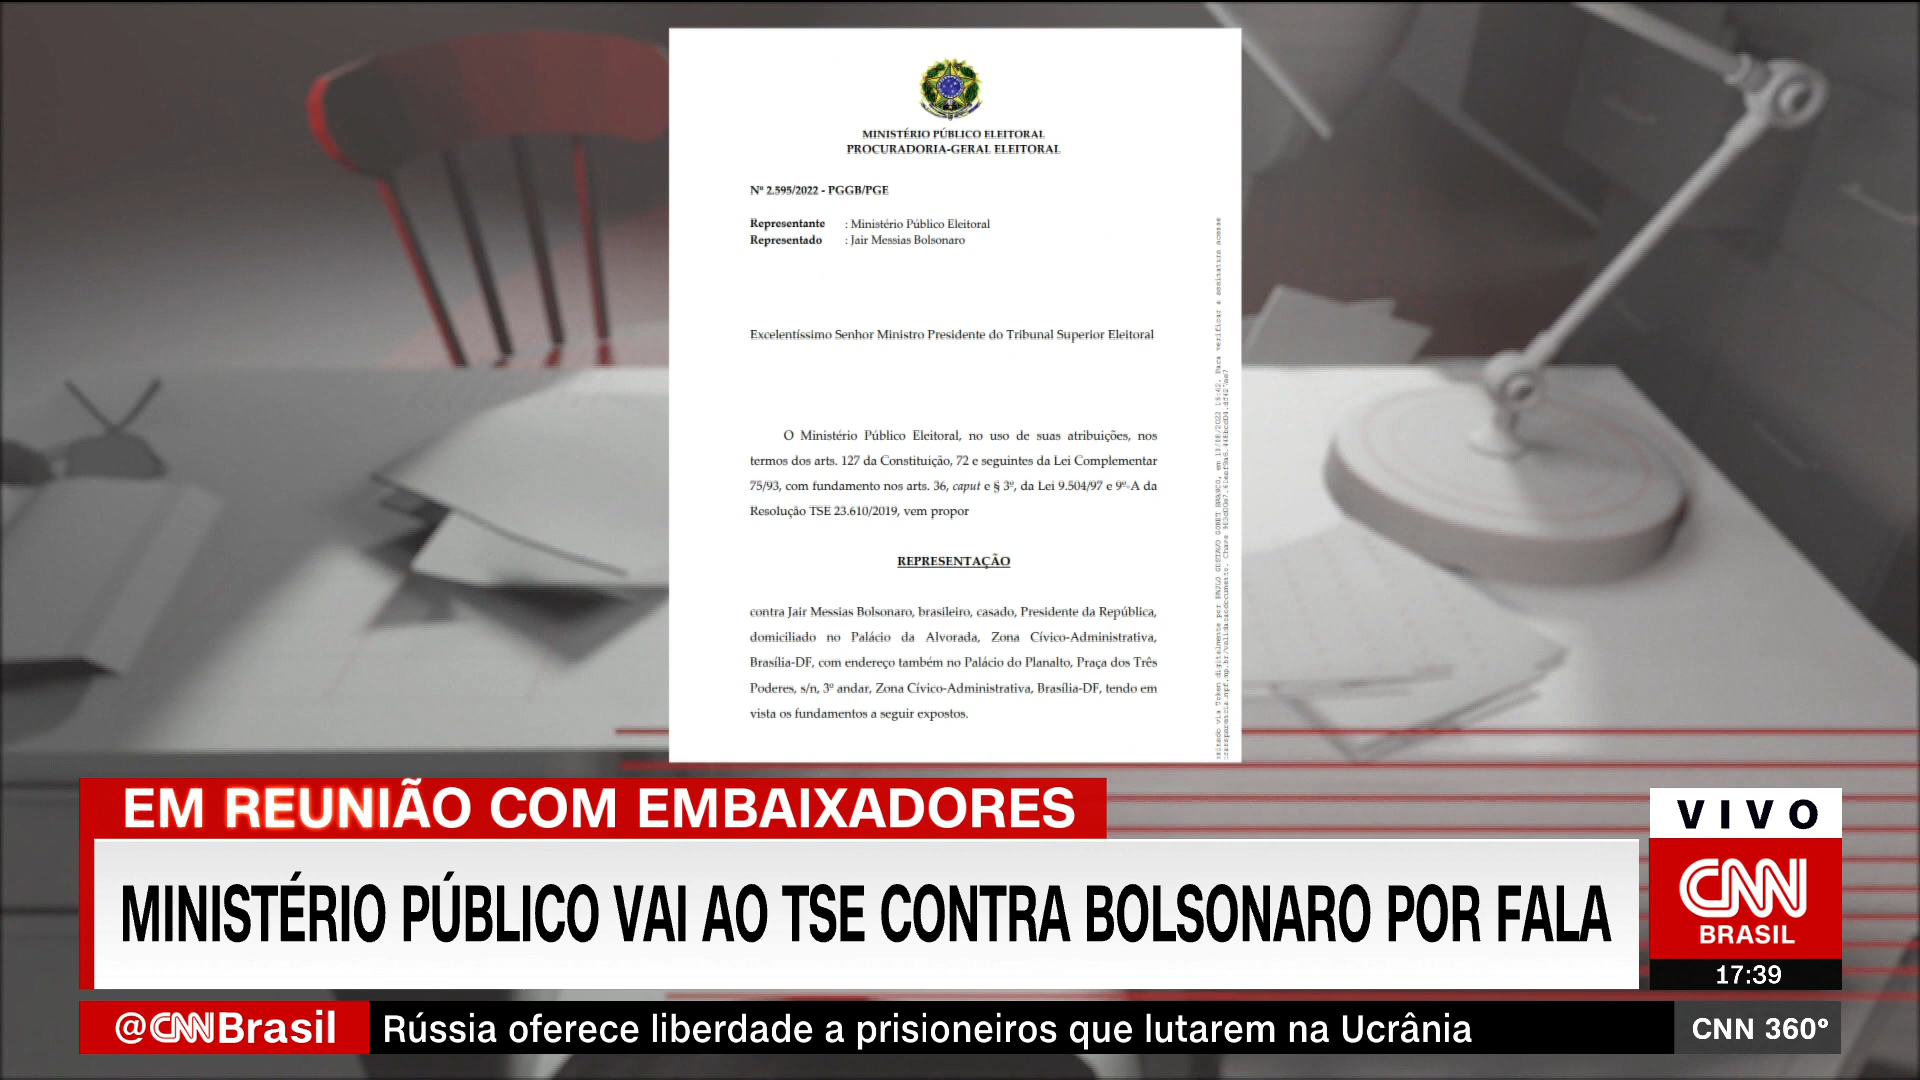 MINISTÉRIO PÚBLICO ELEITORAL
PROCURADORIA-GERAL ELEITORAL
Nº 2.595/2022 - PGGB/PGE
Representante : Ministério Público Eleitoral
Representado : Jair Messias Bolsonaro
Excelentíssimo Senhor Ministro Presidente do Tribunal Superior Eleitoral
O Ministério Público Eleitoral, no uso de suas atribuições, nos
termos dos arts. 127 da Constituição, 72 e seguintes da Lei Complementar
75/93, com fundamento nos arts. 36, caput e § 3º, da Lei 9.504/97 e 9º-A da
Resolução TSE 23.610/2019, vem propor
REPRESENTAÇÃO
contra Jair Messias Bolsonaro, brasileiro, casado, Presidente da República,
domiciliado no Palácio da Alvorada, Zona Cívico-Administrativa,
Brasília-DF, com endereço também no Palácio do Planalto, Praça dos Três
Poderes, s/n, 3º andar, Zona Cívico-Administrativa, Brasília-DF, tendo em
vista os fundamentos a seguir expostos.
EM REUNIÃO COM EMBAIXADORES
MINISTÉRIO PÚBLICO VAI AO TSE CONTRA BOLSONARO POR FALA
VIVO
CNN
BRASIL
17:39
@CNNBrasil
Rússia oferece liberdade a prisioneiros que lutarem na Ucrânia
CNN 360º